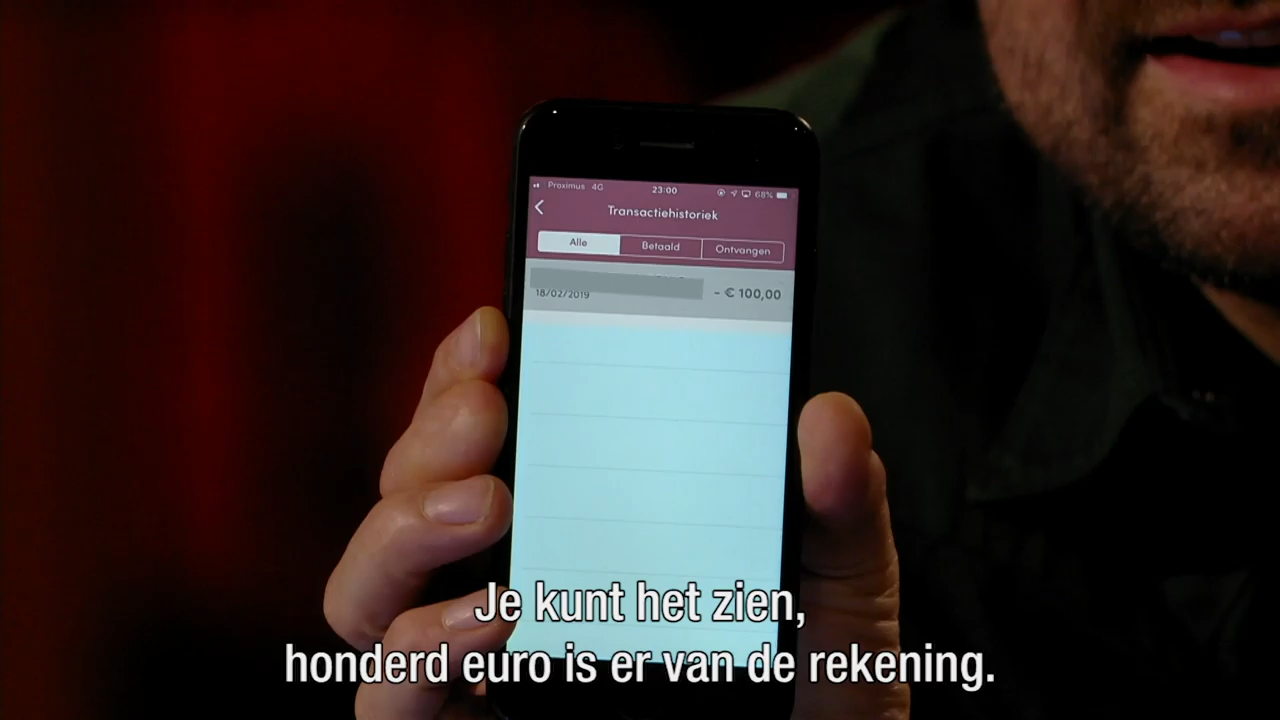 Proximus 4G 23:00 68%
Transactiehistoriek
Alle Betaald Ontvangen
18/02/2019 - € 100,00
Je kunt het zien,
honderd euro is er van de rekening.